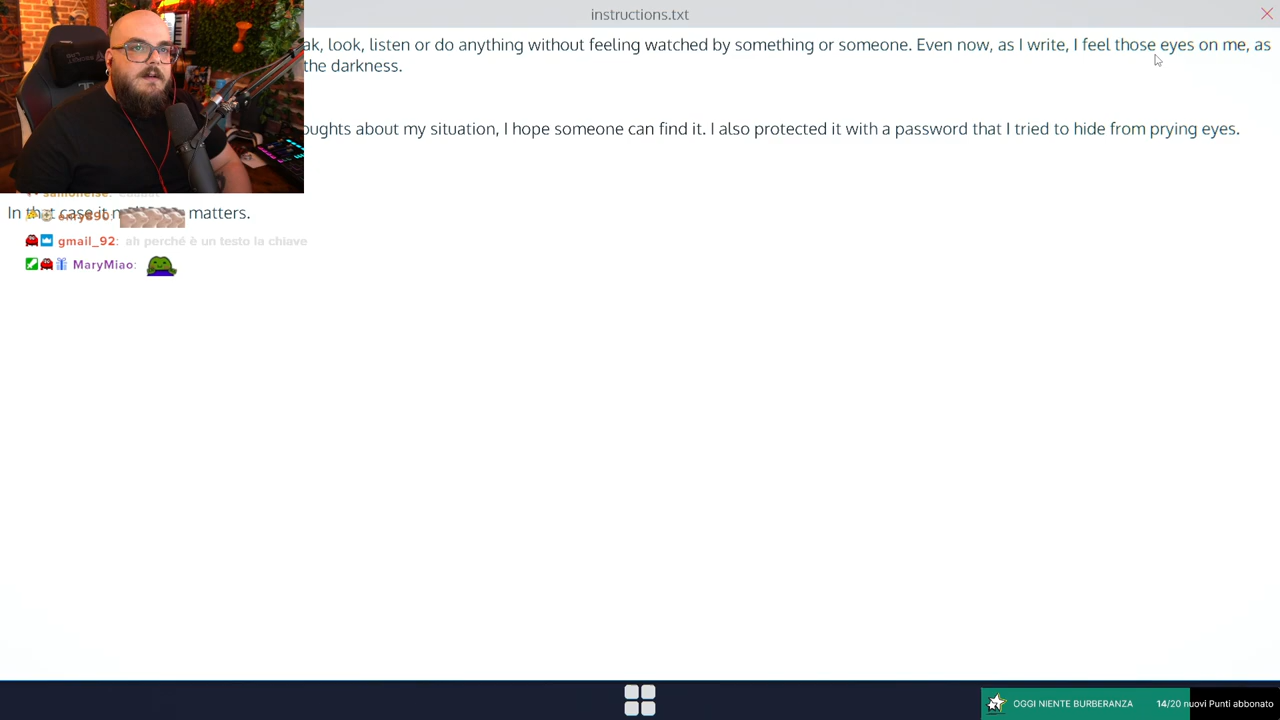 instructions.txt
look, listen or do anything without feeling watched by something or someone. Even now, as I write, I feel those eyes on me, as
the darkness.
about my situation, I hope someone can find it. I also protected it with a password that I tried to hide from prying eyes.
In matters.
gmail_92: ah perché è un testo la chiave
MaryMiao:
OGGI NIENTE BURBERANZA 14/20 nuovi Punti abbonato